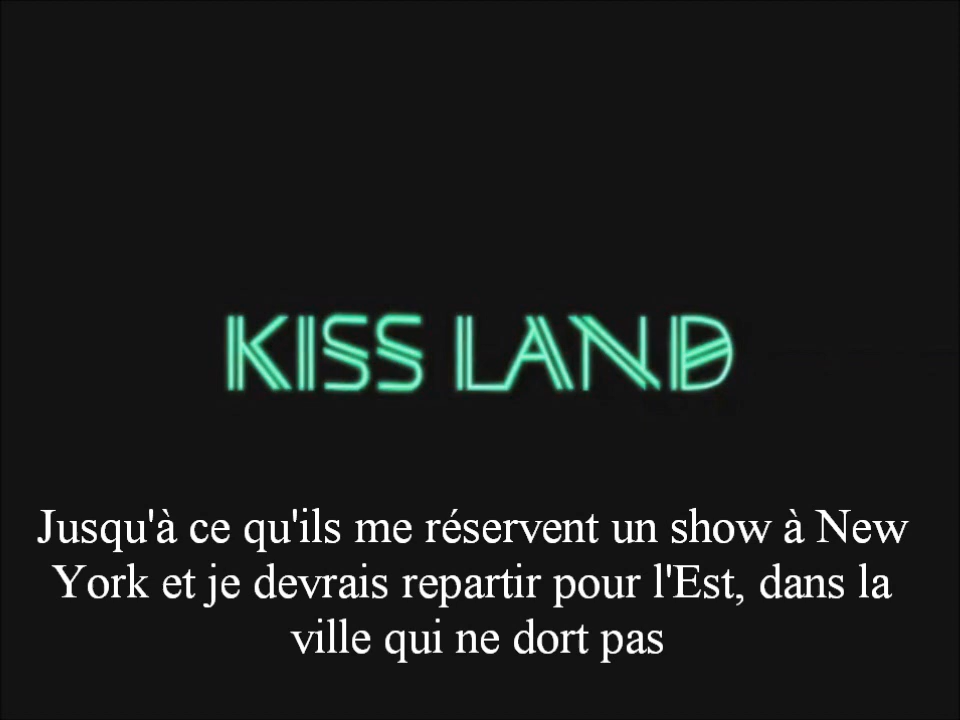 KISS LAND
Jusqu'à ce qu'ils me réservent un show à New
York et je devrais repartir pour l'Est, dans la
ville qui ne dort pas